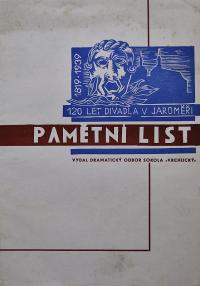 1819-1939
120 LET DIVADLA V JAROMĚŘI
PAMĚTNÍ LIST
VYDAL DRAMATICKÝ ODBOR SOKOLA »VRCHLICKÝ«